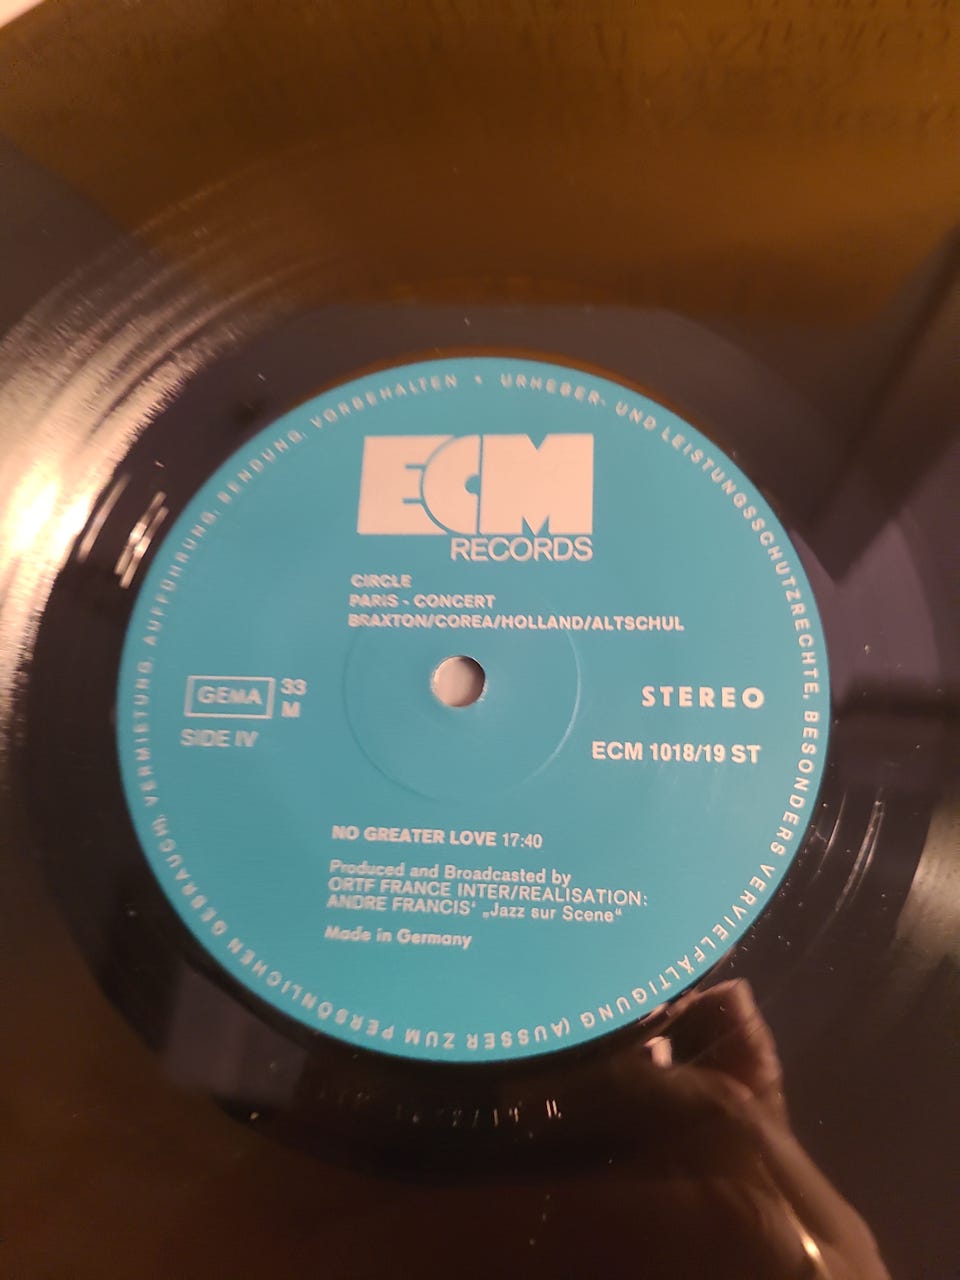 URHEBER- UND LEISTUNGSSCHUTZRECHTE, BESONDERS VERVIELFÄLTIGUNG (AUSSER ZUM PERSÖNLICHEN GEBRAUCH), VERMIETUNG, AUFFÜHRUNG, SENDUNG, VORBEHALTEN •
ECM
RECORDS
CIRCLE
PARIS - CONCERT
BRAXTON/COREA/HOLLAND/ALTSCHUL
GEMA 33
M
STEREO
SIDE IV
ECM 1018/19 ST
NO GREATER LOVE 17:40
Produced and Broadcasted by
ORTF FRANCE INTER/REALISATION:
ANDRE FRANCIS' „Jazz sur Scene“
Made in Germany